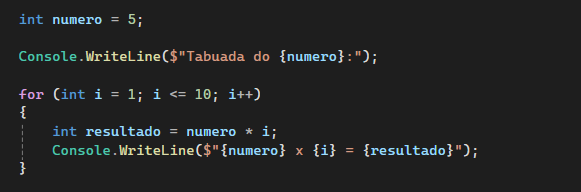 int numero = 5;
Console.WriteLine($"Tabuada do {numero}:");
for (int i = 1; i <= 10; i++)
{
int resultado = numero * i;
Console.WriteLine($"{numero} x {i} = {resultado}");
}